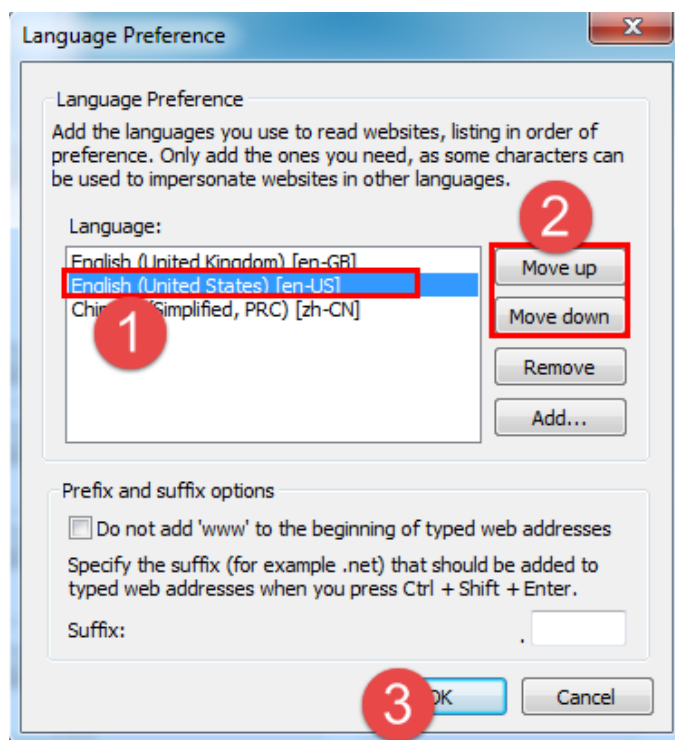 Language Preference
Language Preference
Add the languages you use to read websites, listing in order of
preference. Only add the ones you need, as some characters can
be used to impersonate websites in other languages.
Language:
2
English (United Kingdom) [en-GB]
Move up
English (United States) [en-US]
(Simplified, PRC) [zh-CN]
Move down
1
Remove
Add...
Prefix and suffix options
Do not add 'www' to the beginning of typed web addresses
Specify the suffix (for example .net) that should be added to
typed web addresses when you press Ctrl + Shift + Enter.
Suffix:
.
3
OK
Cancel